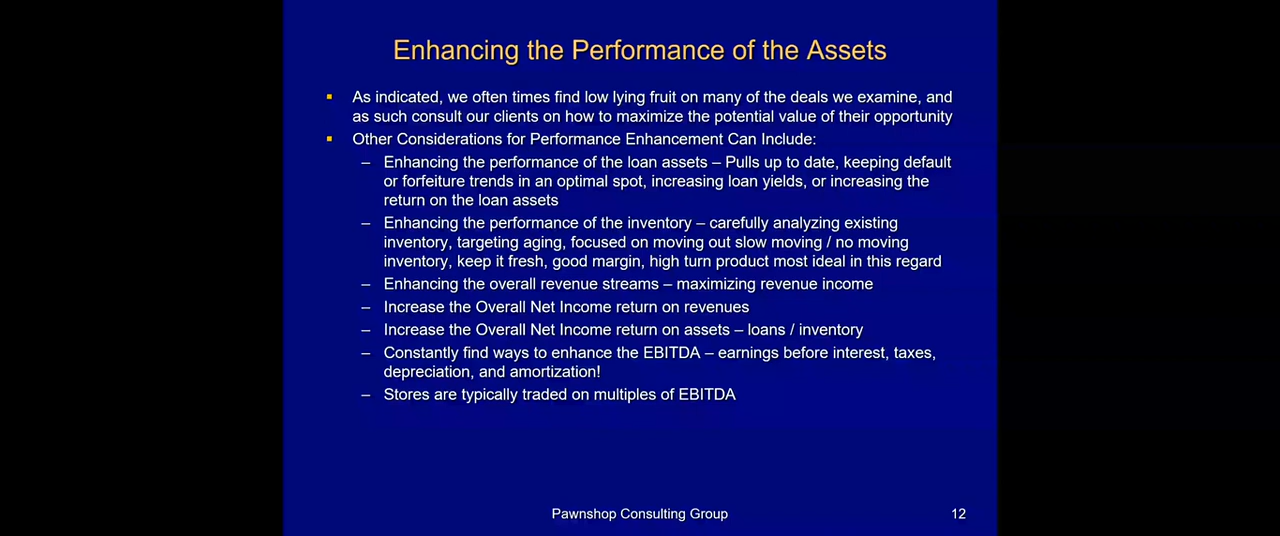 Enhancing the Performance of the Assets
▪ As indicated, we often times find low lying fruit on many of the deals we examine, and
as such consult our clients on how to maximize the potential value of their opportunity
▪ Other Considerations for Performance Enhancement Can Include:
– Enhancing the performance of the loan assets – Pulls up to date, keeping default
or forfeiture trends in an optimal spot, increasing loan yields, or increasing the
return on the loan assets
– Enhancing the performance of the inventory – carefully analyzing existing
inventory, targeting aging, focused on moving out slow moving / no moving
inventory, keep it fresh, good margin, high turn product most ideal in this regard
– Enhancing the overall revenue streams – maximizing revenue income
– Increase the Overall Net Income return on revenues
– Increase the Overall Net Income return on assets – loans / inventory
– Constantly find ways to enhance the EBITDA – earnings before interest, taxes,
depreciation, and amortization!
– Stores are typically traded on multiples of EBITDA
Pawnshop Consulting Group
12